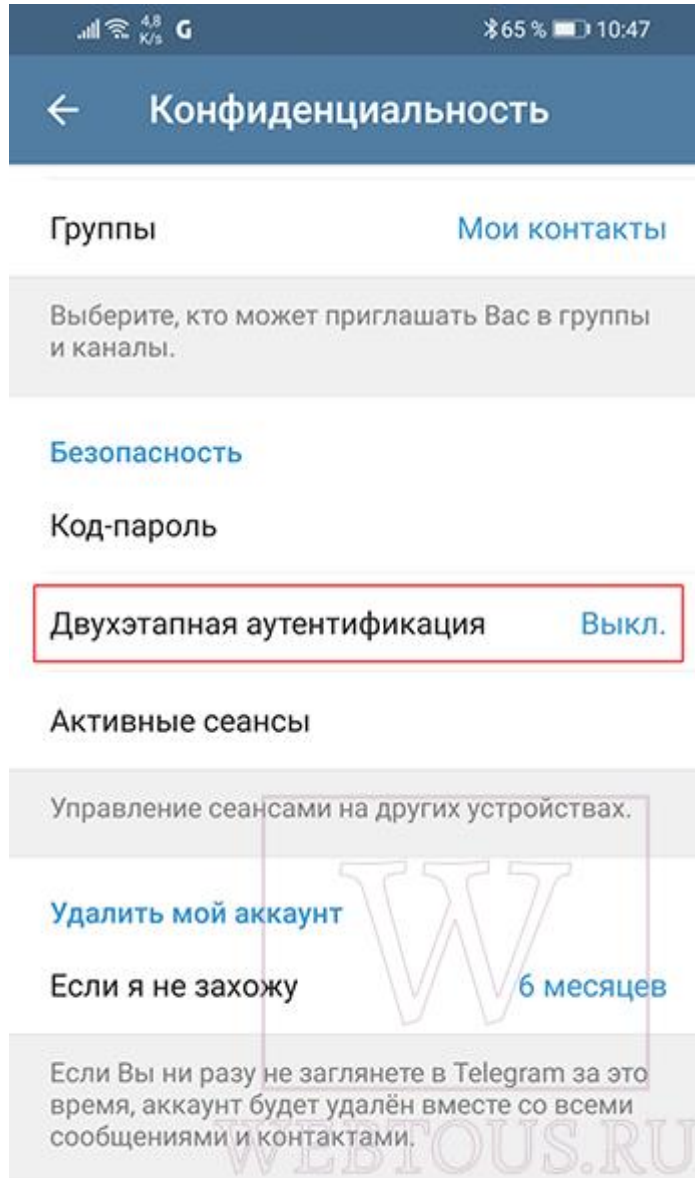 4,8 K/s G 65 % 10:47
Конфиденциальность
Группы Мои контакты
Выберите, кто может приглашать Вас в группы
и каналы.
Безопасность
Код-пароль
Двухэтапная аутентификация Выкл.
Активные сеансы
Управление сеансами на других устройствах.
Удалить мой аккаунт
Если я не захожу 6 месяцев
Если Вы ни разу не заглянете в Telegram за это
время, аккаунт будет удалён вместе со всеми
сообщениями и контактами.
W
WEBTOUS.RU